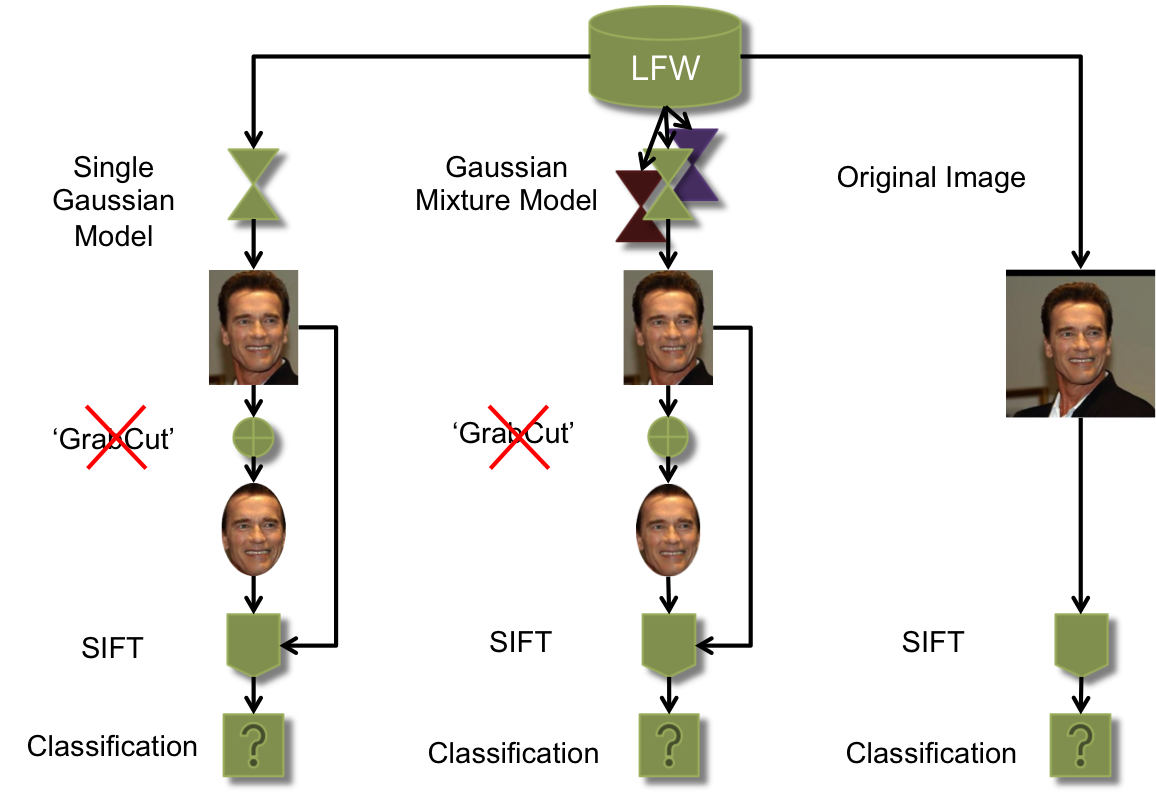 LFW
Single
Gaussian
Model
Gaussian
Mixture Model
Original Image
‘GrabCut’
‘GrabCut’
SIFT
SIFT
SIFT
?
?
?
Classification
Classification
Classification